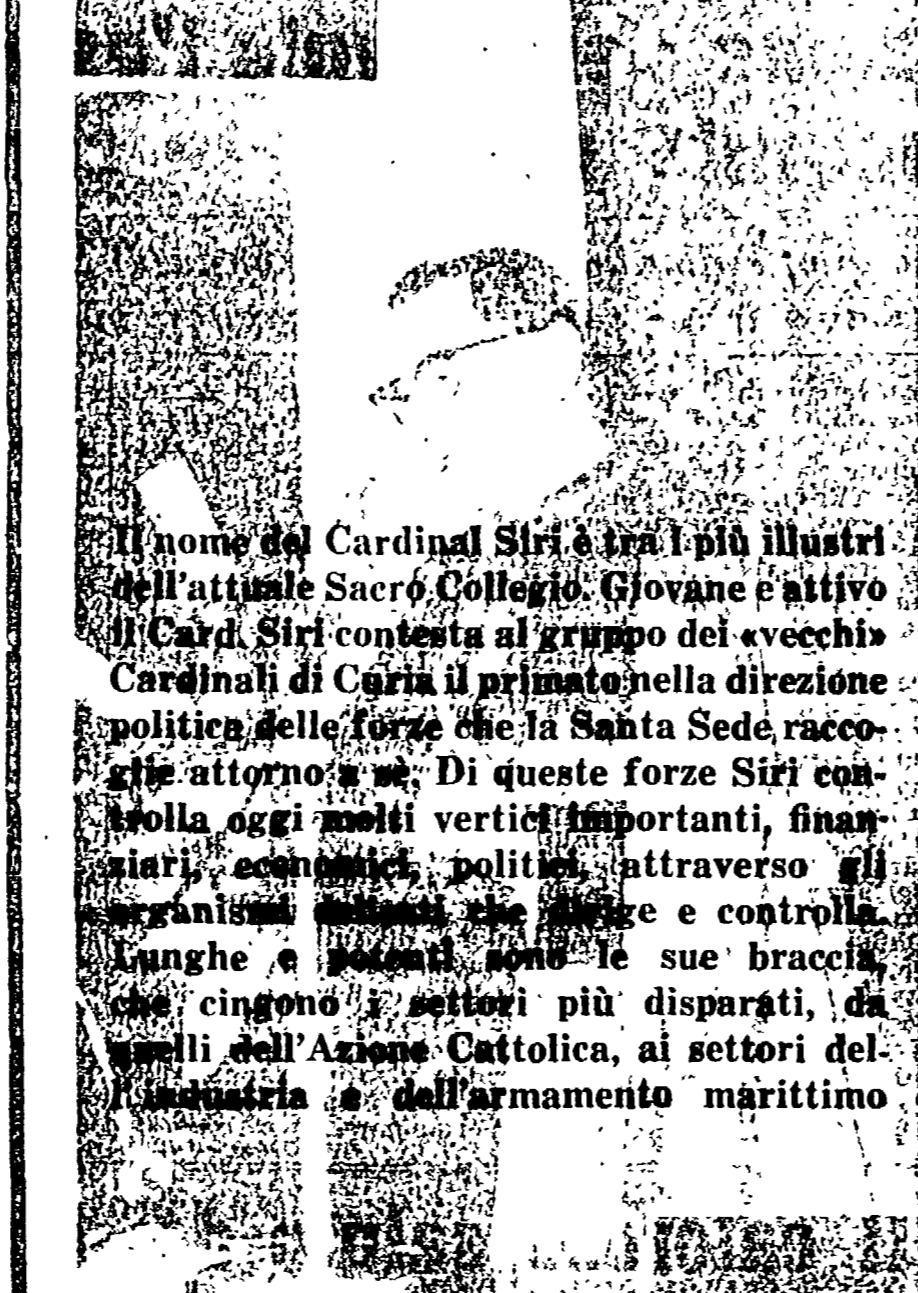 Il nome del Cardinal Siri è tra i più illustri
dell'attuale Sacro Collegio. Giovane e attivo
il Card. Siri contesta al gruppo dei «vecchi»
Cardinali di Curia il primato nella direzione
politica delle forze che la Santa Sede racco-
glie attorno a sè. Di queste forze Siri con-
trolla oggi molti vertici importanti, finan-
ziari, economici, politici, attraverso gli
organismi delicati che dirige e controlla.
Lunghe e potenti sono le sue braccia,
che cingono i settori più disparati, da
quelli dell'Azione Cattolica, ai settori del-
l'industria e dell'armamento marittimo